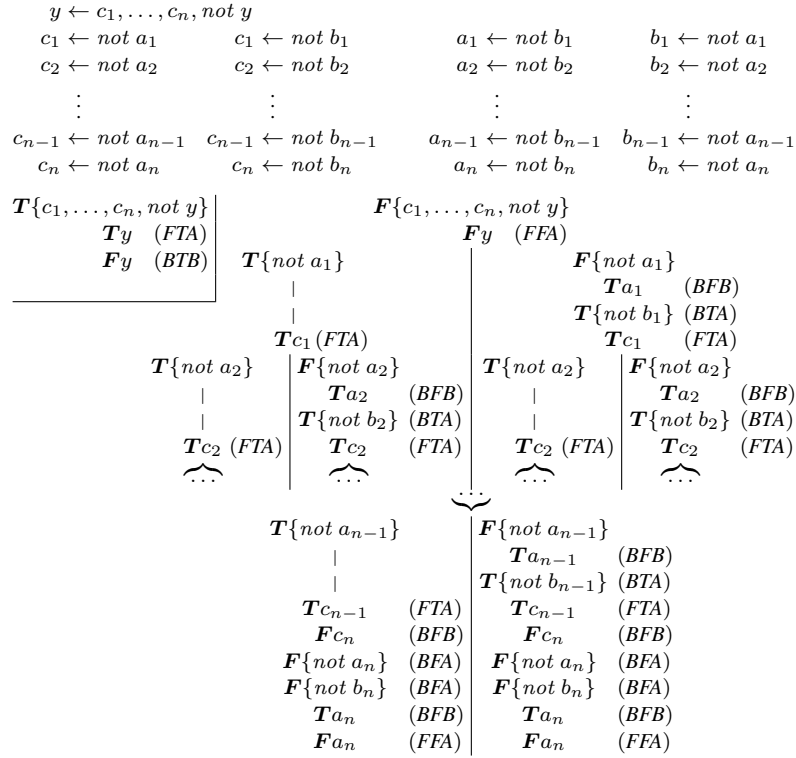 y ← c₁, . . . , cₙ, not y
c₁ ← not a₁ c₁ ← not b₁ a₁ ← not b₁ b₁ ← not a₁
c₂ ← not a₂ c₂ ← not b₂ a₂ ← not b₂ b₂ ← not a₂
⋮ ⋮ ⋮ ⋮
cₙ₋₁ ← not aₙ₋₁ cₙ₋₁ ← not bₙ₋₁ aₙ₋₁ ← not bₙ₋₁ bₙ₋₁ ← not aₙ₋₁
cₙ ← not aₙ cₙ ← not bₙ aₙ ← not bₙ bₙ ← not aₙ
T{c₁, . . . , cₙ, not y} F{c₁, . . . , cₙ, not y}
Ty (FTA) Fy (FFA)
Fy (BTB) T{not a₁} F{not a₁}
| Ta₁ (BFB)
| T{not b₁} (BTA)
Tc₁ (FTA) Tc₁ (FTA)
T{not a₂} F{not a₂} T{not a₂} F{not a₂}
| Ta₂ (BFB) | Ta₂ (BFB)
| T{not b₂} (BTA) | T{not b₂} (BTA)
Tc₂ (FTA) Tc₂ (FTA) Tc₂ (FTA) Tc₂ (FTA)
. . . . . . . . . . . .
. . .
T{not aₙ₋₁} F{not aₙ₋₁}
| Taₙ₋₁ (BFB)
| T{not bₙ₋₁} (BTA)
Tcₙ₋₁ (FTA) Tcₙ₋₁ (FTA)
Fcₙ (BFB) Fcₙ (BFB)
F{not aₙ} (BFA) F{not aₙ} (BFA)
F{not bₙ} (BFA) F{not bₙ} (BFA)
Taₙ (BFB) Taₙ (BFB)
Faₙ (FFA) Faₙ (FFA)